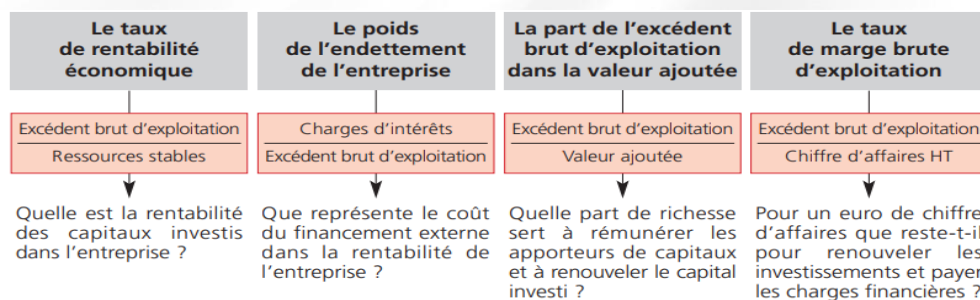 Le taux
de rentabilité
économique
Excédent brut d'exploitation
Ressources stables
Quelle est la rentabilité
des capitaux investis
dans l'entreprise ?
Le poids
de l'endettement
de l'entreprise
Charges d'intérêts
Excédent brut d'exploitation
Que représente le coût
du financement externe
dans la rentabilité de
l'entreprise ?
La part de l'excédent
brut d'exploitation
dans la valeur ajoutée
Excédent brut d'exploitation
Valeur ajoutée
Quelle part de richesse
sert à rémunérer les
apporteurs de capitaux
et à renouveler le capital
investi ?
Le taux
de marge brute
d'exploitation
Excédent brut d'exploitation
Chiffre d'affaires HT
Pour un euro de chiffre
d'affaires que reste-t-il
pour renouveler les
investissements et payer
les charges financières ?